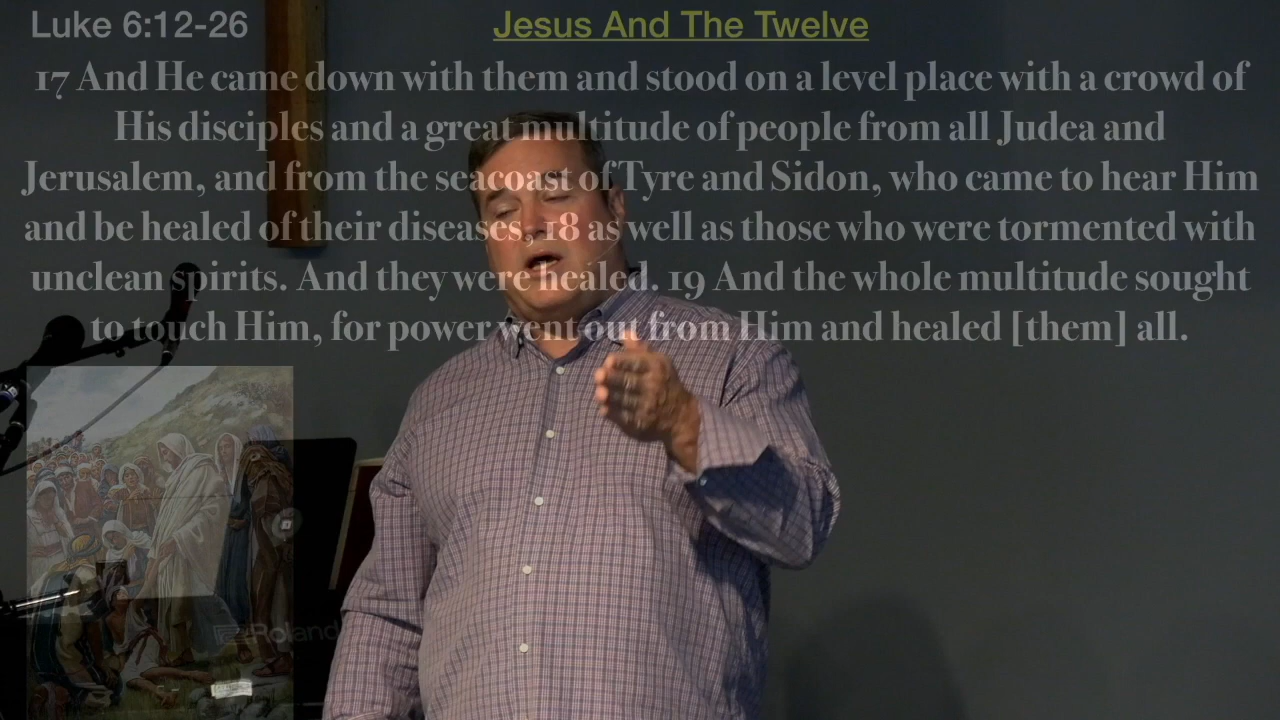 Luke 6:12-26
Jesus And The Twelve
17 And He came down with them and stood on a level place with a crowd of
His disciples and a great multitude of people from all Judea and
Jerusalem, and from the seacoast of Tyre and Sidon, who came to hear Him
and be healed of their diseases, 18 as well as those who were tormented with
unclean spirits. And they were healed. 19 And the whole multitude sought
to touch Him, for power went out from Him and healed [them] all.
Roland